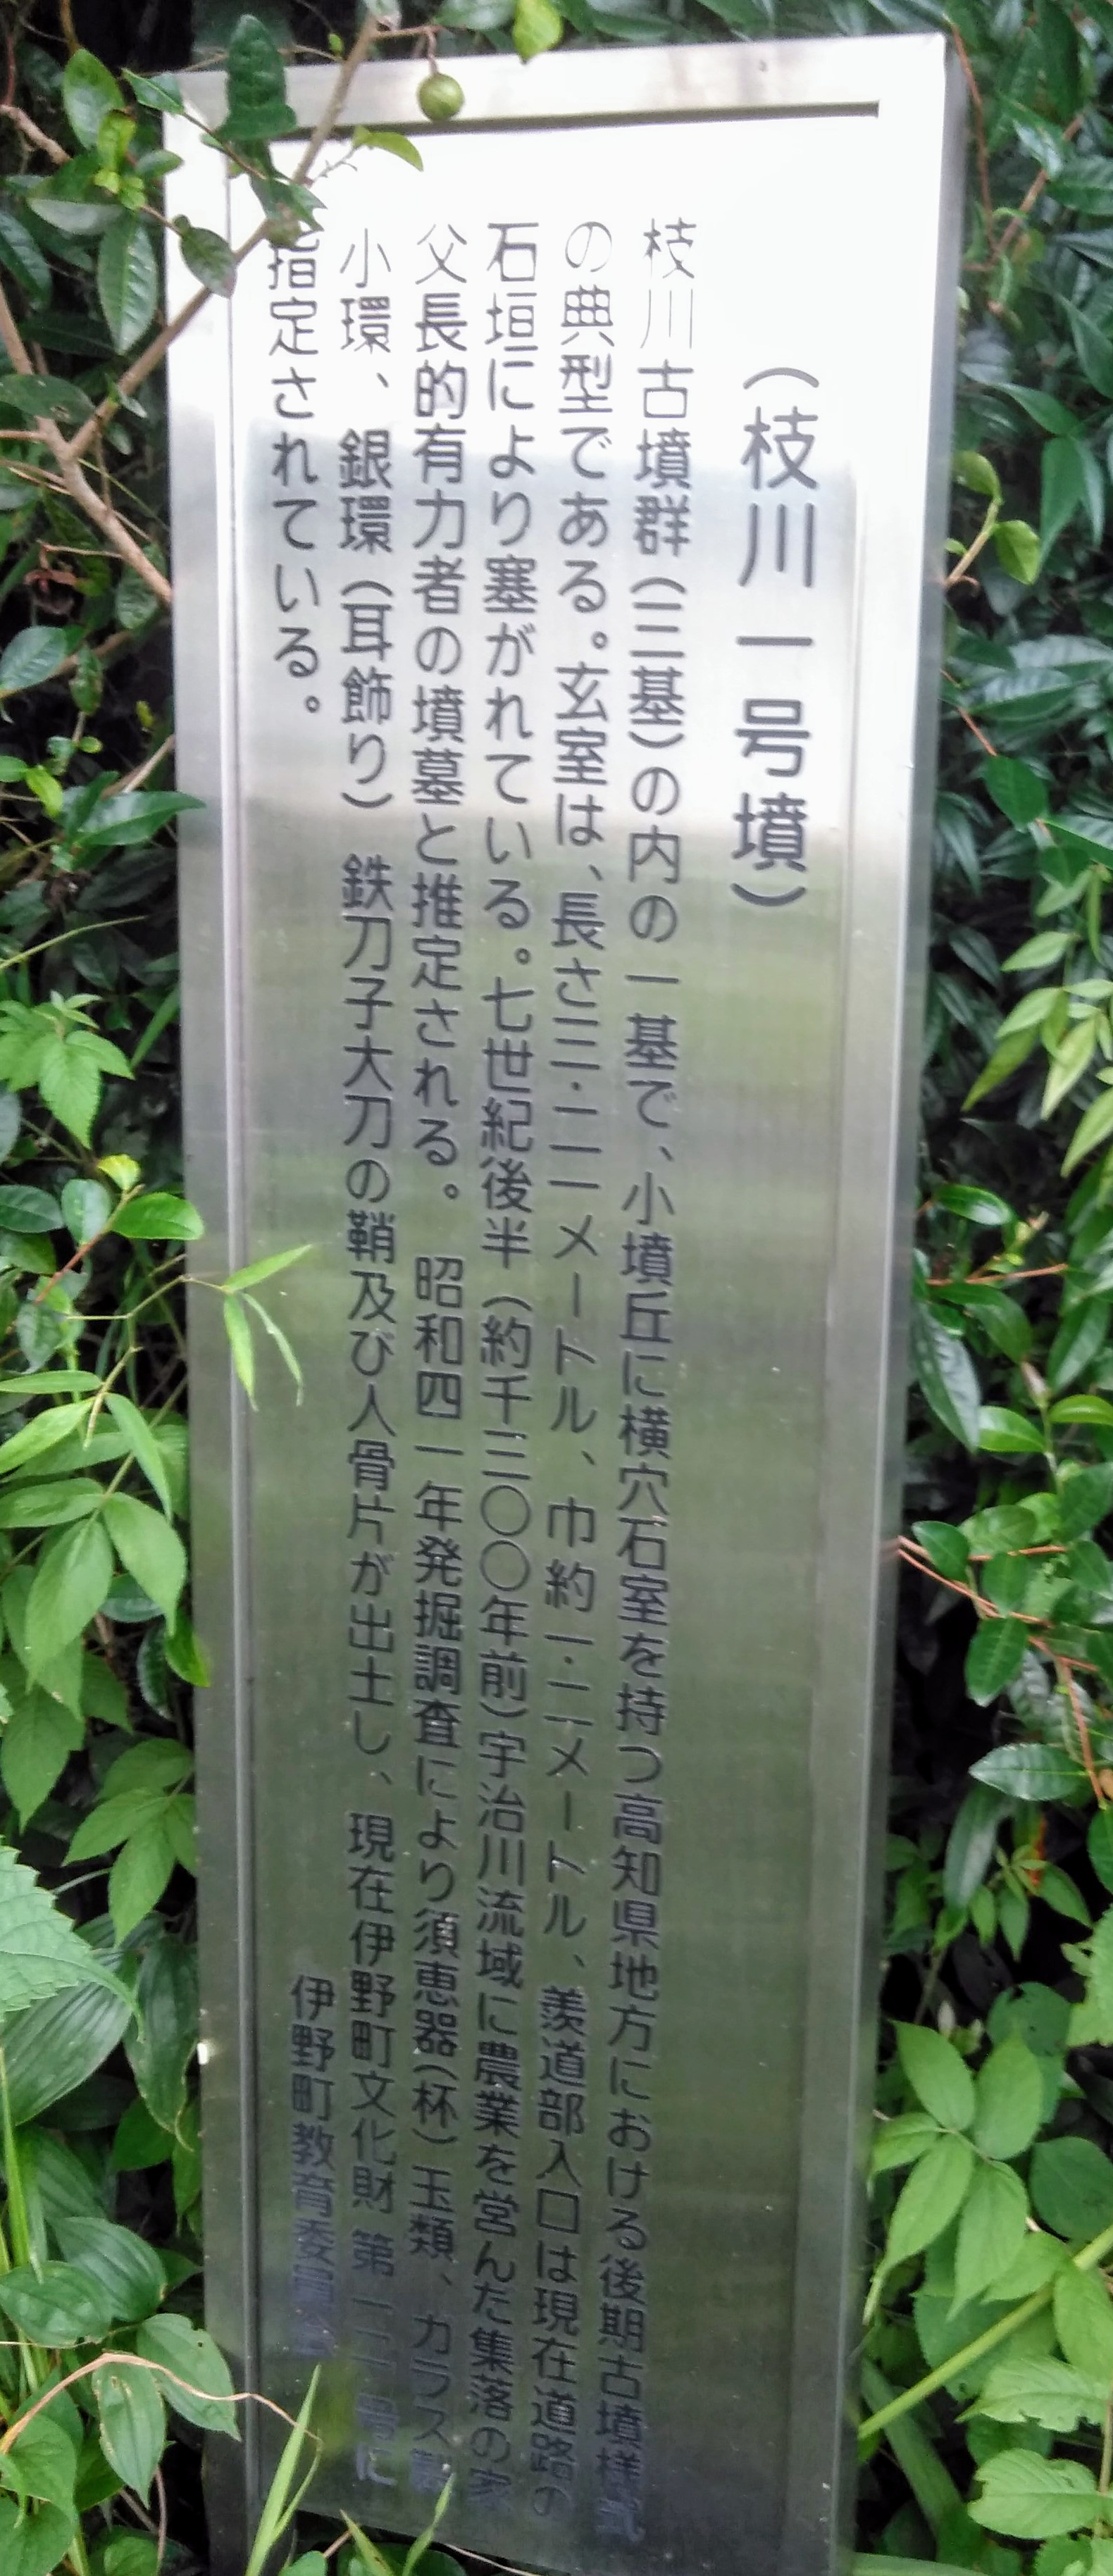 (枝川一号墳)
枝川古墳群(三基)の内の一基で、小墳丘に横穴石室を持つ高知県地方における後期古墳様式
の典型である。玄室は、長さ三・二一メートル、巾約一・二メートル、羨道部入口は現在道路の
石垣により塞がれている。七世紀後半(約千三〇〇年前)宇治川流域に農業を営んだ集落の家
父長的有力者の墳墓と推定される。 昭和四一年発掘調査により須恵器(杯)玉類、ガラス製
小環、銀環(耳飾り) 鉄刀子大刀の鞘及び人骨片が出土し、現在伊野町文化財 第 号に
指定されている。
伊野町教育委員会